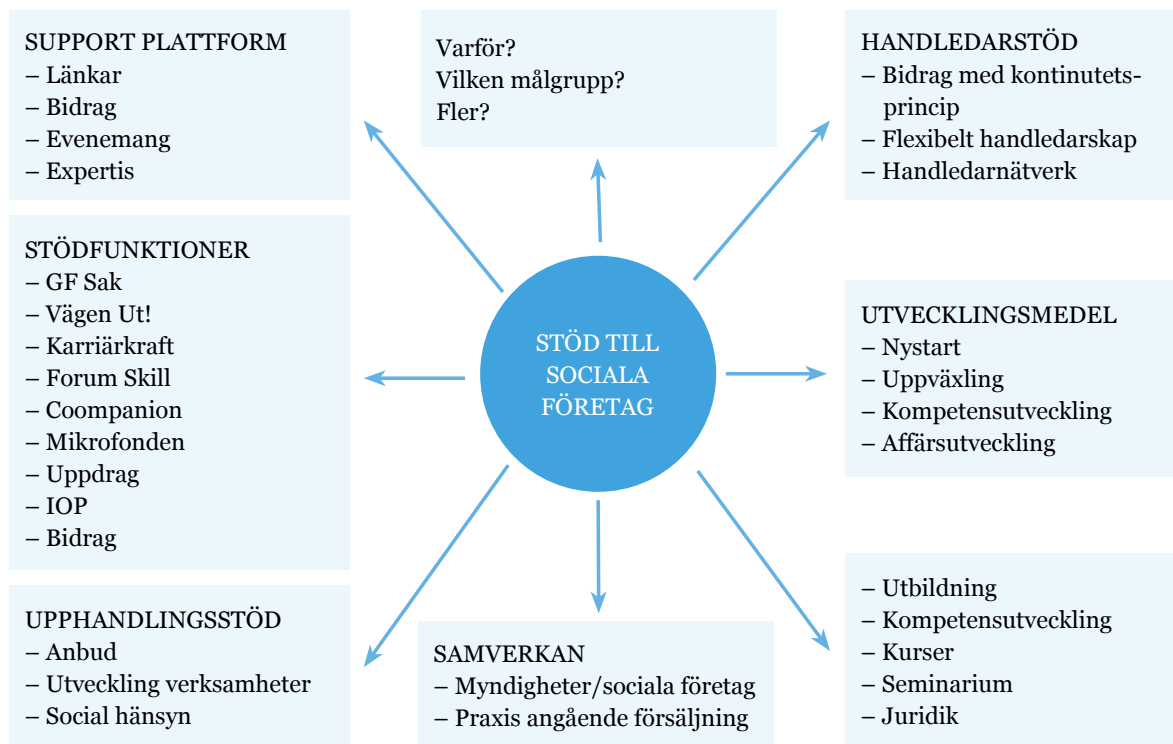 SUPPORT PLATTFORM
– Länkar
– Bidrag
– Evenemang
– Expertis
Varför?
Vilken målgrupp?
Fler?
HANDLEDARSTÖD
– Bidrag med kontinutets-
princip
– Flexibelt handledarskap
– Handledarnätverk
STÖDFUNKTIONER
– GF Sak
– Vägen Ut!
– Karriärkraft
– Forum Skill
– Coompanion
– Mikrofonden
– Uppdrag
– IOP
– Bidrag
STÖD TILL
SOCIALA
FÖRETAG
UTVECKLINGSMEDEL
– Nystart
– Uppväxling
– Kompetensutveckling
– Affärsutveckling
UPPHANDLINGSSTÖD
– Anbud
– Utveckling verksamheter
– Social hänsyn
SAMVERKAN
– Myndigheter/sociala företag
– Praxis angående försäljning
– Utbildning
– Kompetensutveckling
– Kurser
– Seminarium
– Juridik